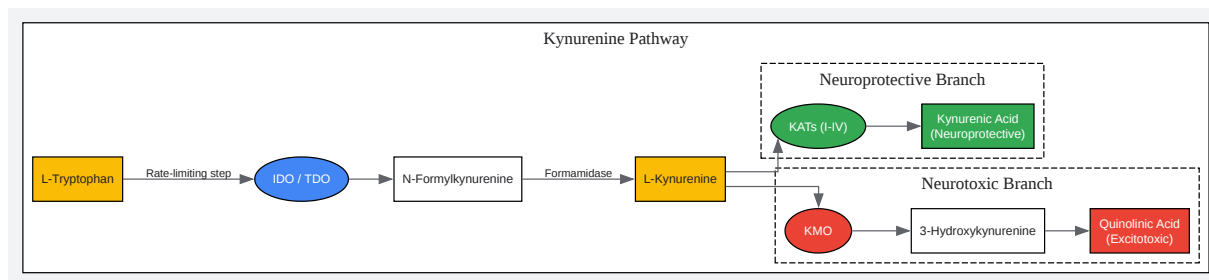 Kynurenine Pathway
Neuroprotective Branch
KATs (I-IV)
Kynurenic Acid
(Neuroprotective)
L-Tryptophan
Rate-limiting step
IDO / TDO
N-Formylkynurenine
Formamidase
L-Kynurenine
Neurotoxic Branch
KMO
3-Hydroxykynurenine
Quinolinic Acid
(Excitotoxic)